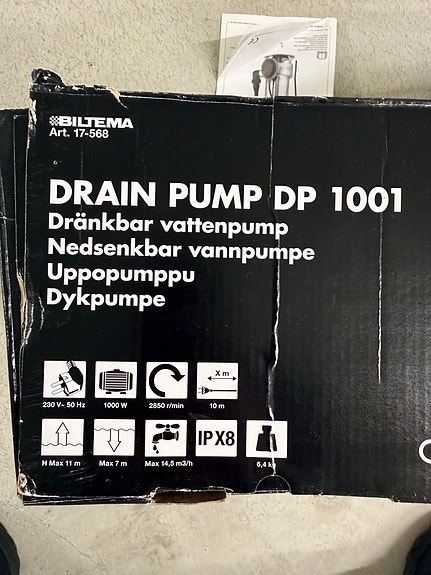 BILTEMA
Art. 17-568
DRAIN PUMP DP 1001
Dränkbar vattenpump
Nedsenkbar vannpumpe
Uppopumppu
Dykpumpe
X m
230 V~ 50 Hz
1000 W
2850 r/min
10 m
IPX8
H Max 11 m
Max 7 m
Max 14,5 m3/h
6,4 kg